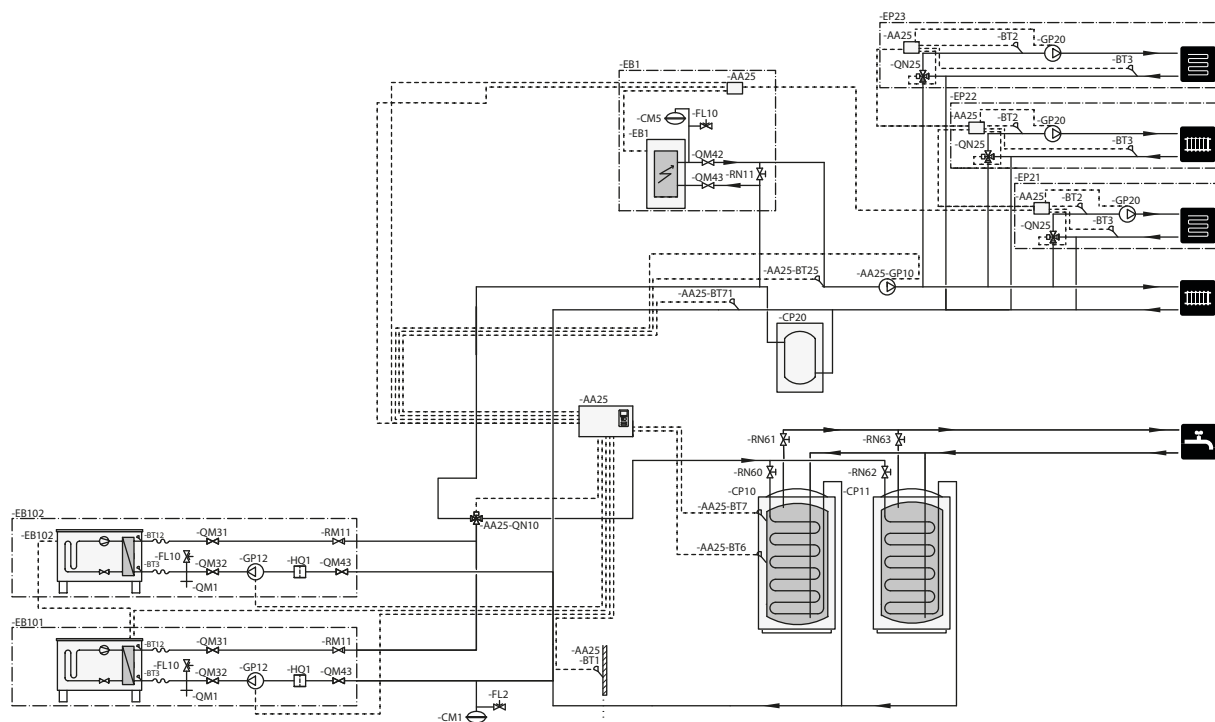 -EP23
-AA25
-BT2
-GP20
-QN25
-BT3
-EP22
-AA25
-BT2
-GP20
-QN25
-BT3
-EP21
-AA25
-BT2
-GP20
-QN25
-BT3
-EB1
-AA25
-CM5
-FL10
-EB1
-QM42
-QM43
-RN11
-AA25-BT25
-AA25-GP10
-AA25-BT71
-CP20
-AA25
-RN61
-RN63
-RN60
-RN62
-CP10
-CP11
-AA25-BT7
-AA25-BT6
-AA25-QN10
-EB102
-EB102
-BT12
-QM31
-RM11
-FL10
-BT3
-QM32
-GP12
-HQ1
-QM43
-QM1
-EB101
-BT12
-QM31
-RM11
-FL10
-BT3
-QM32
-GP12
-HQ1
-QM43
-QM1
-AA25
-BT1
-FL2
-CM1